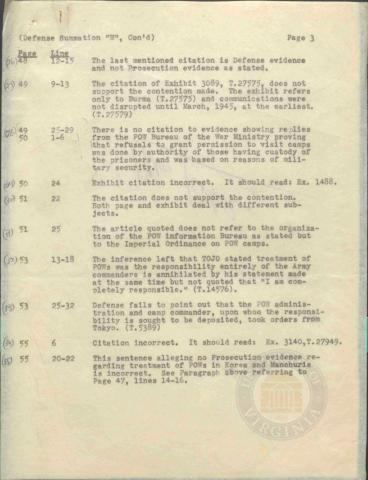 (Defense Summation "N", Con'd) Page 3
Page Line
48 12-15 The last mentioned citation is Defense evidence
and not Prosecution evidence as stated.
49 9-13 The citation of Exhibit 3089, T.27575, does not
support the contention made. The exhibit refers
only to Burma (T.27575) and communications were
not disrupted until March, 1945, at the earliest.
(T.27579)
49 25-29 There is no citation to evidence showing replies
50 1-6 from the POW Bureau of the War Ministry proving
that refusals to grant permission to visit camps
was done by authority of those having custody of
the prisoners and was based on reasons of mili-
tary security.
50 24 Exhibit citation incorrect. It should read: Ex. 1488.
51 22 The citation does not support the contention.
Both page and exhibit deal with different sub-
jects.
51 25 The article quoted does not refer to the organiza-
tion of the POW information Bureau as stated but
to the Imperial Ordinance on POW camps.
53 13-18 The inference left that TOJO stated treatment of
POWs was the responsibility entirely of the Army
commanders is annihilated by his statement made
at the same time but not quoted that "I am com-
pletely responsible." (T.14576).
53 25-32 Defense fails to point out that the POW adminis-
tration and camp commander, upon whom the responsi-
bility is sought to be deposited, took orders from
Tokyo. (T.5389)
55 6 Citation incorrect. It should read: Ex. 3140,T.27949.
55 20-22 This sentence alleging no Prosecution evidence re-
garding treatment of POWs in Korea and Manchuria
is incorrect. See Paragraph above referring to
Page 47, lines 14-16.
VIRGINIA